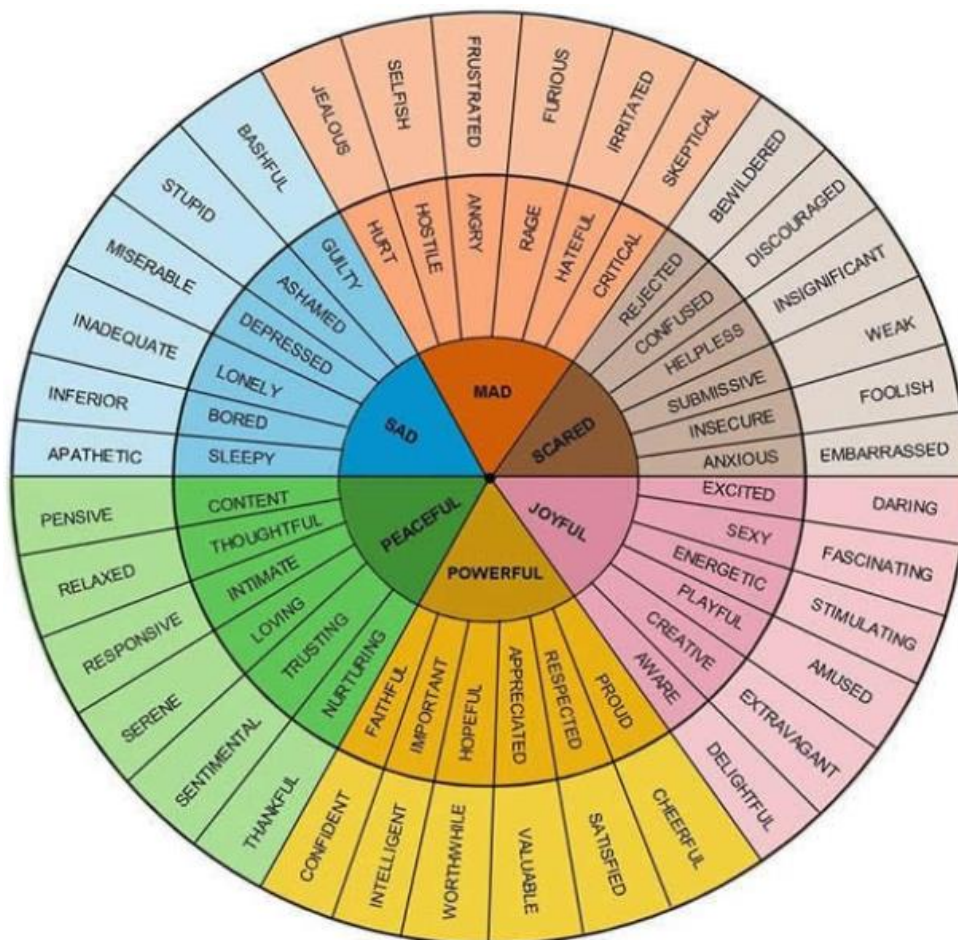 MAD
SCARED
JOYFUL
POWERFUL
PEACEFUL
SAD
HURT
HOSTILE
ANGRY
RAGE
HATEFUL
CRITICAL
REJECTED
CONFUSED
HELPLESS
SUBMISSIVE
INSECURE
ANXIOUS
EXCITED
SEXY
ENERGETIC
PLAYFUL
CREATIVE
AWARE
PROUD
RESPECTED
APPRECIATED
HOPEFUL
IMPORTANT
FAITHFUL
NURTURING
TRUSTING
LOVING
INTIMATE
THOUGHTFUL
CONTENT
SLEEPY
BORED
LONELY
DEPRESSED
ASHAMED
GUILTY
JEALOUS
SELFISH
FRUSTRATED
FURIOUS
IRRITATED
SKEPTICAL
BEWILDERED
DISCOURAGED
INSIGNIFICANT
WEAK
FOOLISH
EMBARRASSED
DARING
FASCINATING
STIMULATING
AMUSED
EXTRAVAGANT
DELIGHTFUL
CHEERFUL
SATISFIED
VALUABLE
WORTHWHILE
INTELLIGENT
CONFIDENT
THANKFUL
SENTIMENTAL
SERENE
RESPONSIVE
RELAXED
PENSIVE
APATHETIC
INFERIOR
INADEQUATE
MISERABLE
STUPID
BASHFUL